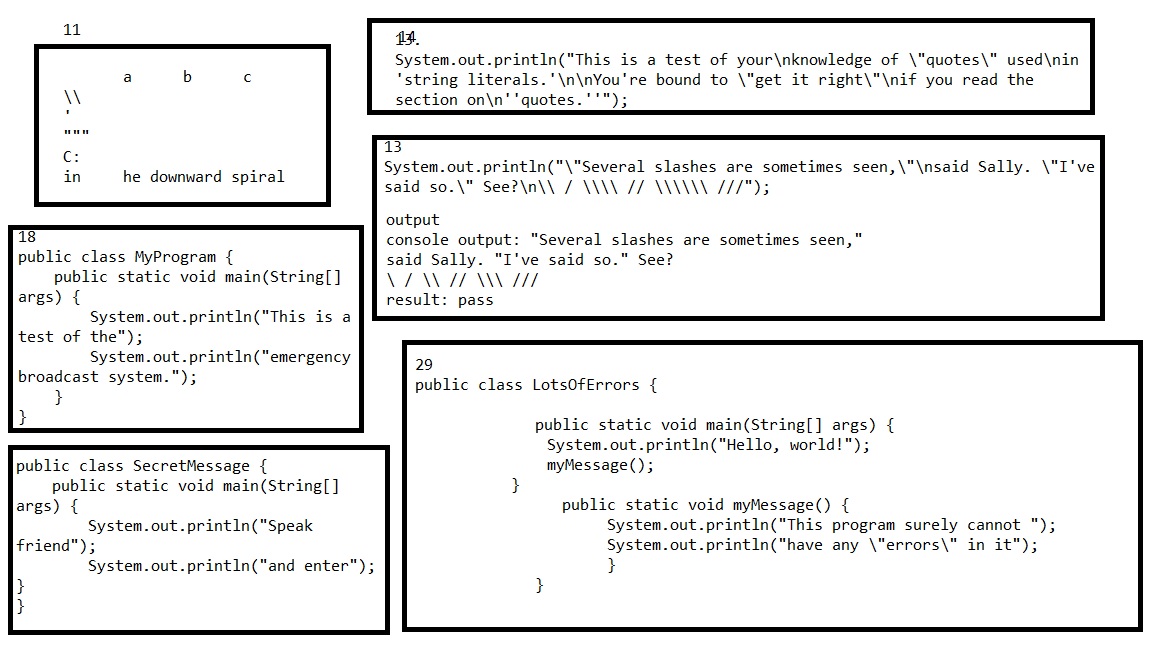 11
a b c
\\
'
"""
C:
in he downward spiral
14.
System.out.println("This is a test of your\nknowledge of \"quotes\" used\nin
'string literals.'\n\nYou're bound to \"get it right\"\nif you read the
section on\n''quotes.''");
13
System.out.println("\"Several slashes are sometimes seen,\"\nsaid Sally. \"I've
said so.\" See?\n\\ / \\\\ // \\\\\\ ///");
output
console output: "Several slashes are sometimes seen,"
said Sally. "I've said so." See?
\ / \\ // \\\ ///
result: pass
18
public class MyProgram {
public static void main(String[]
args) {
System.out.println("This is a
test of the");
System.out.println("emergency
broadcast system.");
}
}
public class SecretMessage {
public static void main(String[]
args) {
System.out.println("Speak
friend");
System.out.println("and enter");
}
}
29
public class LotsOfErrors {
public static void main(String[] args) {
System.out.println("Hello, world!");
myMessage();
}
public static void myMessage() {
System.out.println("This program surely cannot ");
System.out.println("have any \"errors\" in it");
}
}